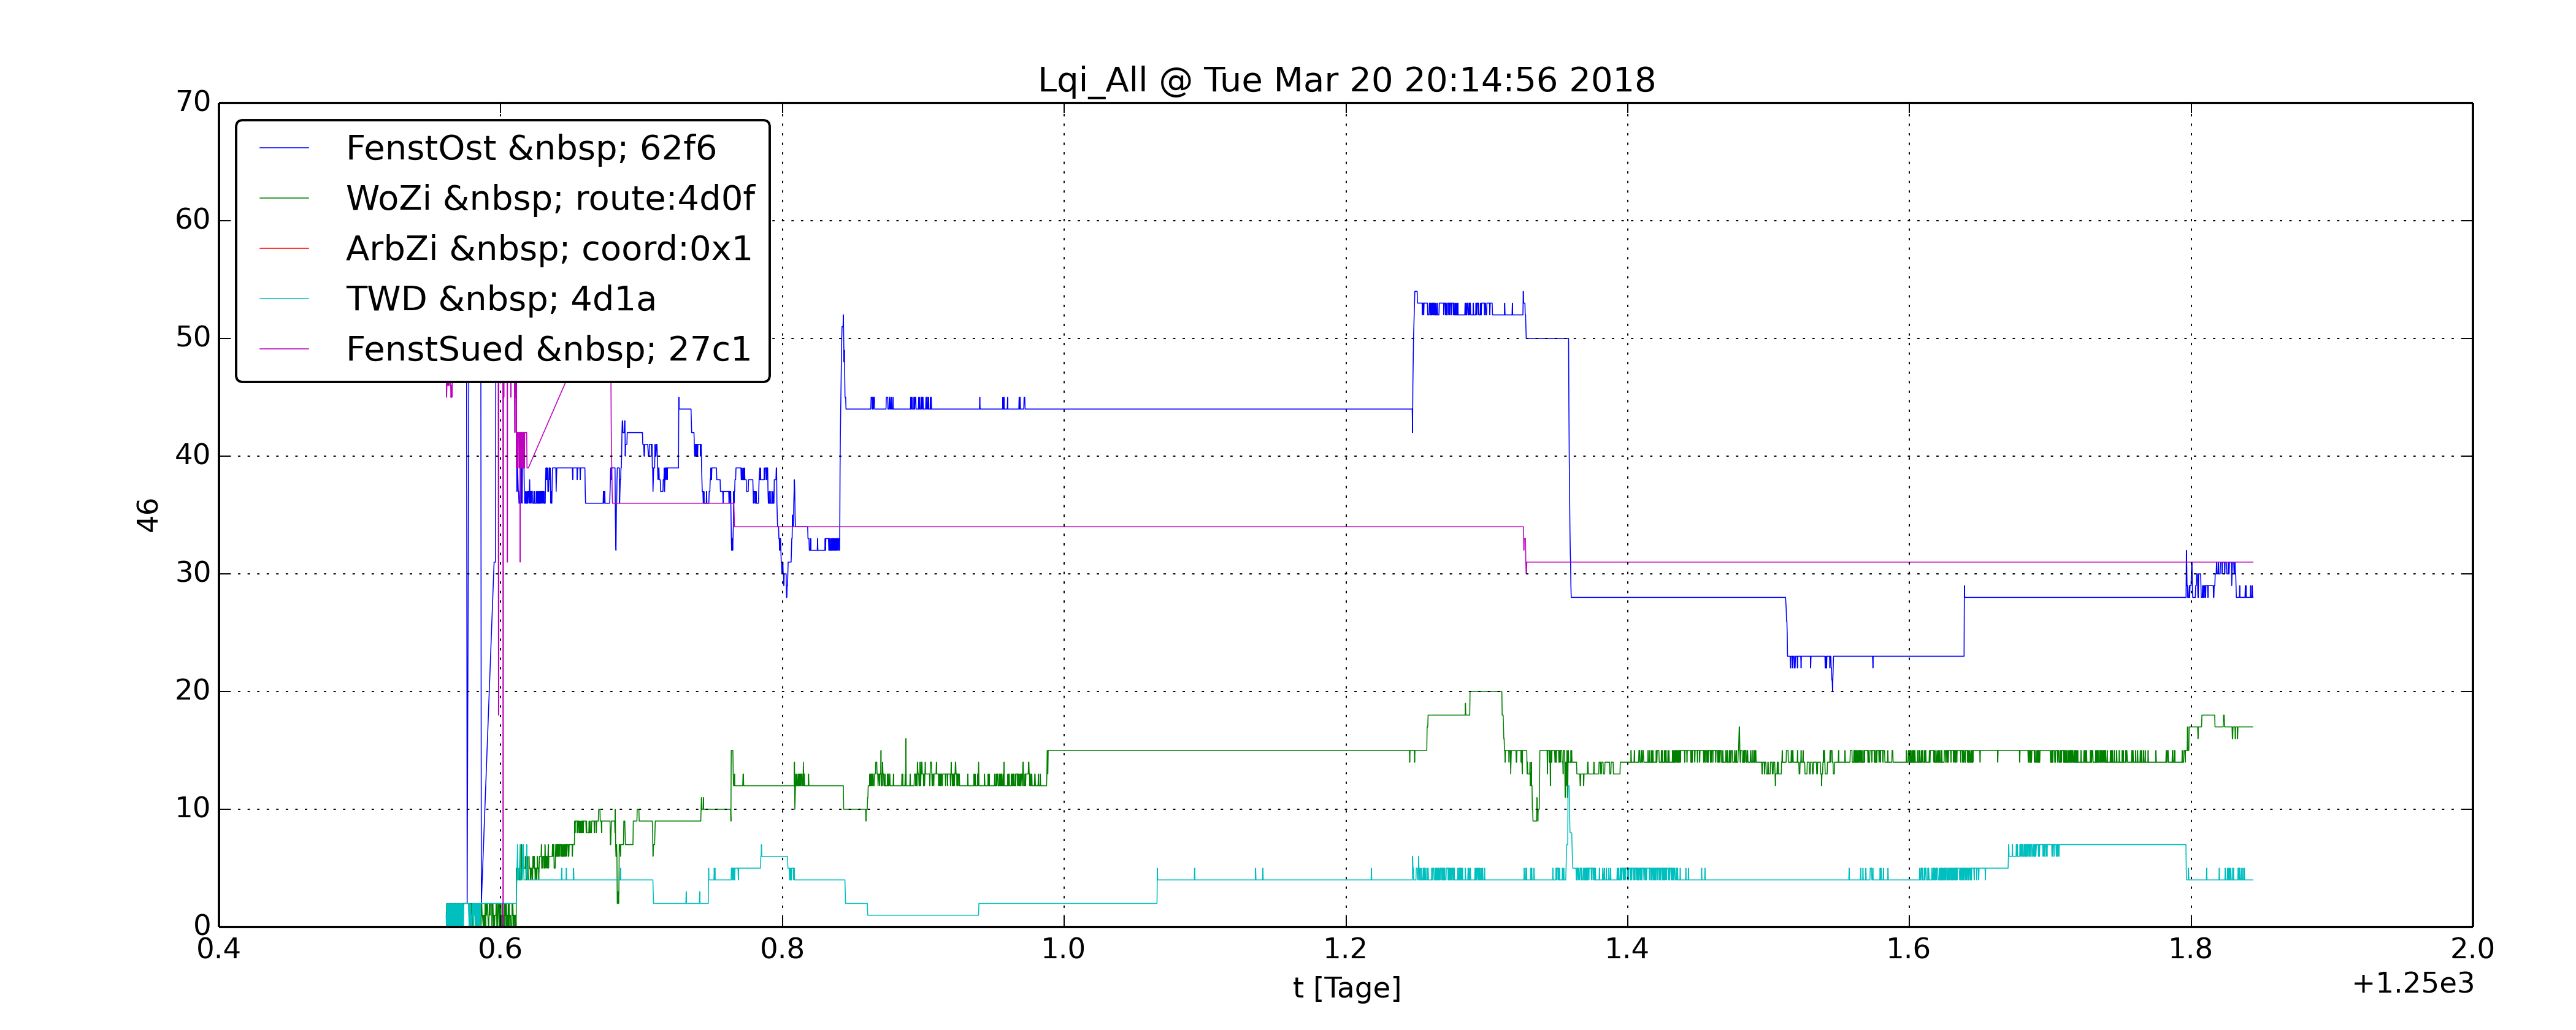 Lqi_All @ Tue Mar 20 20:14:56 2018
70
60
50
40
30
20
10
0
46
FenstOst &nbsp; 62f6
WoZi &nbsp; route:4d0f
ArbZi &nbsp; coord:0x1
TWD &nbsp; 4d1a
FenstSued &nbsp; 27c1
0.4 0.6 0.8 1.0 1.2 1.4 1.6 1.8 2.0
t [Tage]
+1.25e3